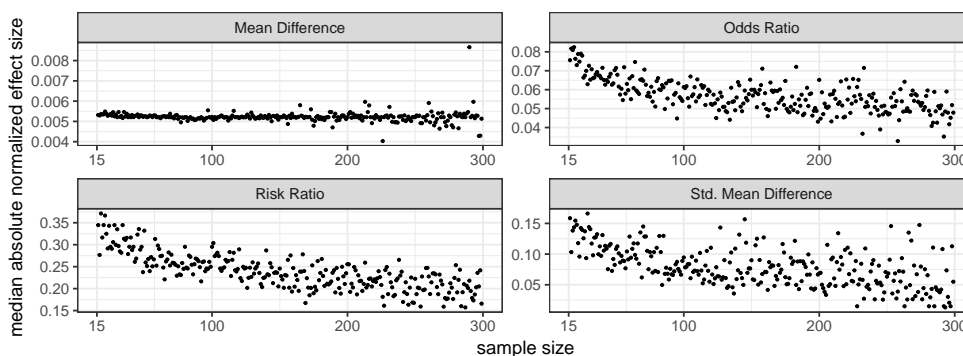 median absolute normalized effect size
Mean Difference
0.008
0.007
0.006
0.005
0.004
15 100 200 300
Odds Ratio
0.08
0.07
0.06
0.05
0.04
15 100 200 300
Risk Ratio
0.35
0.30
0.25
0.20
0.15
15 100 200 300
Std. Mean Difference
0.15
0.10
0.05
15 100 200 300
sample size